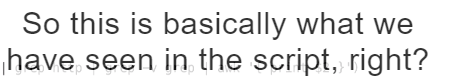 So this is basically what we
have seen in the script, right?